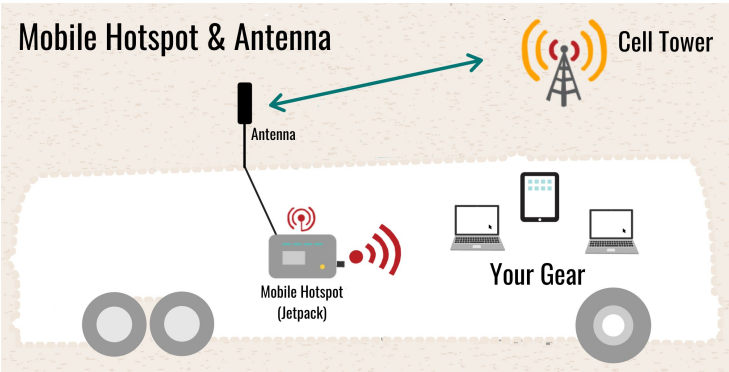 Mobile Hotspot & Antenna
Cell Tower
Antenna
Mobile Hotspot
(Jetpack)
Your Gear